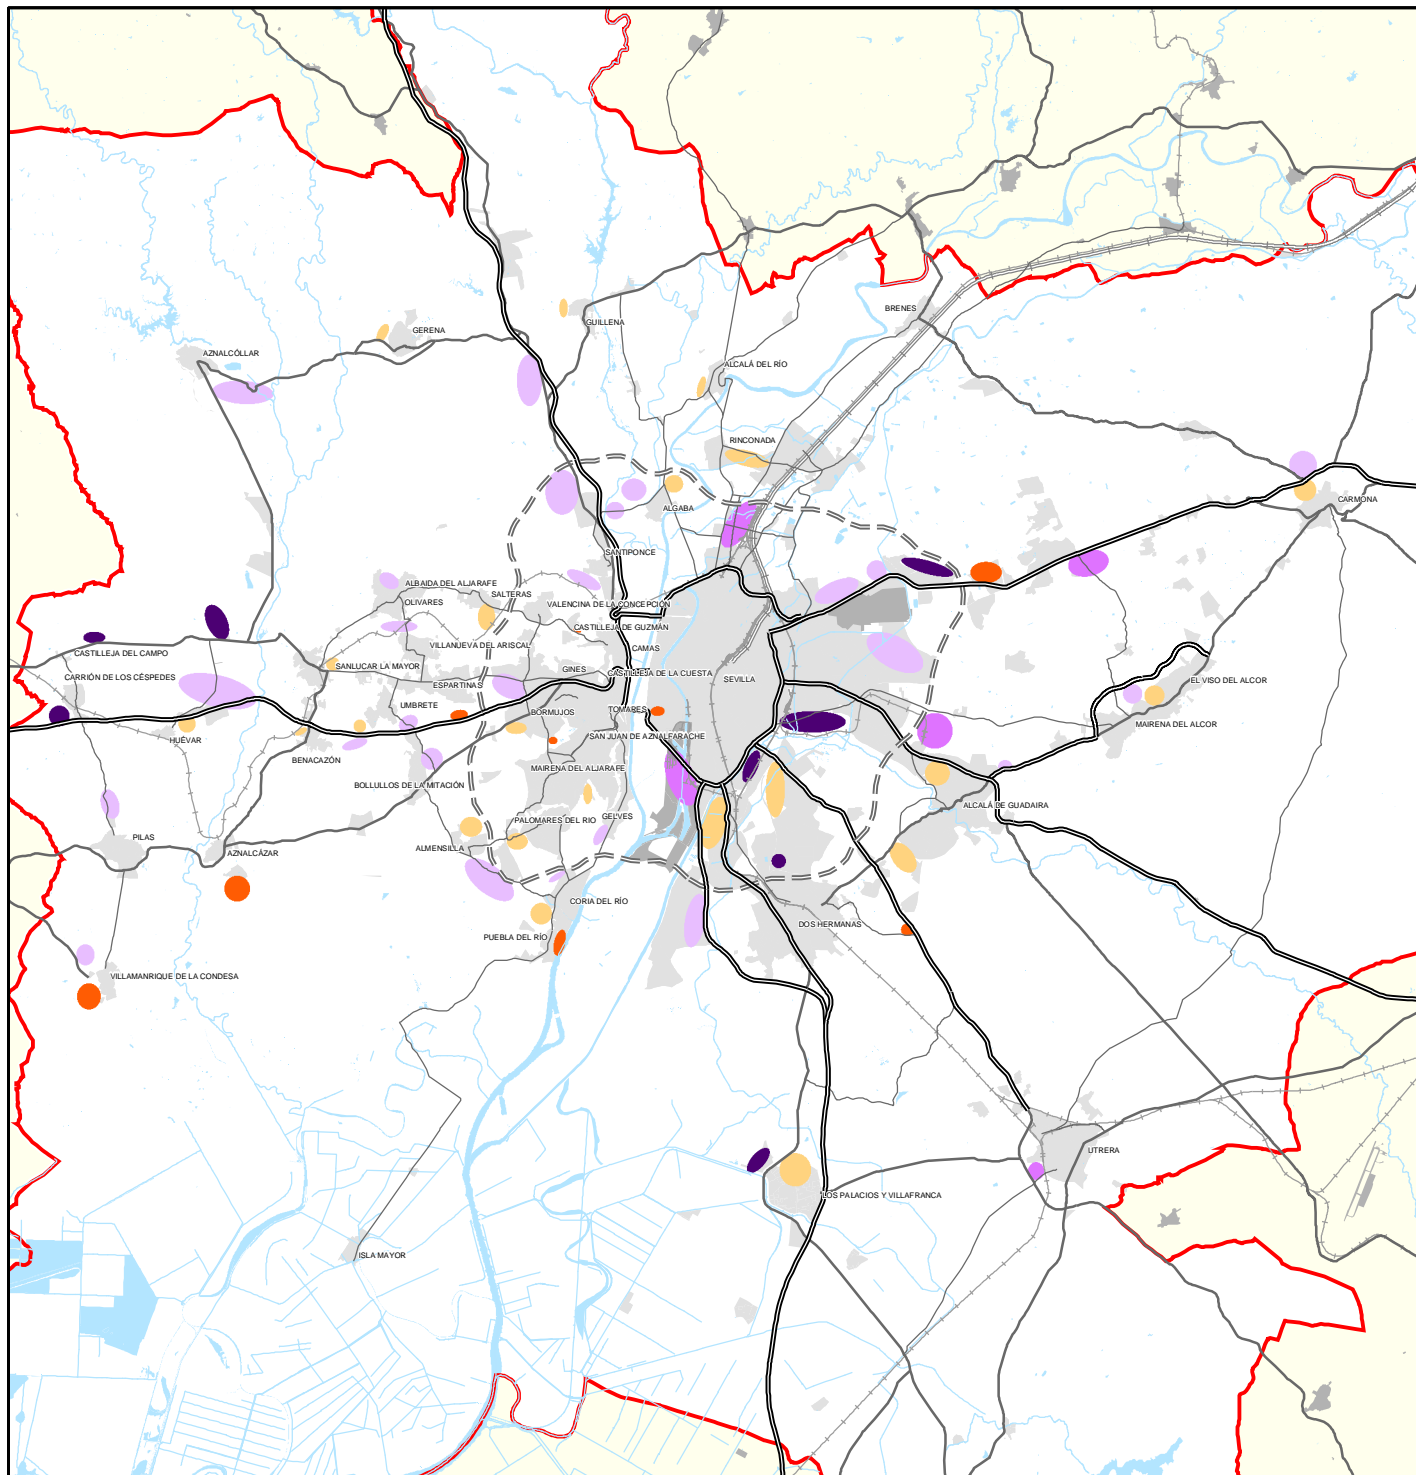 BRENES
GUILLENA
GERENA
AZNALCÓLLAR
ALCALÁ DEL RÍO
RINCONADA
CARMONA
ALGABA
SANTIPONCE
ALBAIDA DEL ALJARAFE
SALTERAS
OLIVARES
VALENCINA DE LA CONCEPCIÓN
CASTILLEJA DE GUZMÁN
VILLANUEVA DEL ARISCAL
CAMAS
CASTILLEJA DEL CAMPO
SANLUCAR LA MAYOR
GINES
CASTILLEJA DE LA CUESTA
CARRIÓN DE LOS CÉSPEDES
SEVILLA
EL VISO DEL ALCOR
ESPARTINAS
UMBRETE
BORMUJOS
TOMARES
MAIRENA DEL ALCOR
HUÉVAR
SAN JUAN DE AZNALFARACHE
BENACAZÓN
MAIRENA DEL ALJARAFE
BOLLULLOS DE LA MITACIÓN
ALCALÁ DE GUADAIRA
GELVES
PALOMARES DEL RIO
PILAS
ALMENSILLA
AZNALCÁZAR
CORIA DEL RÍO
DOS HERMANAS
PUEBLA DEL RÍO
VILLAMANRIQUE DE LA CONDESA
UTRERA
LOS PALACIOS Y VILLAFRANCA
ISLA MAYOR